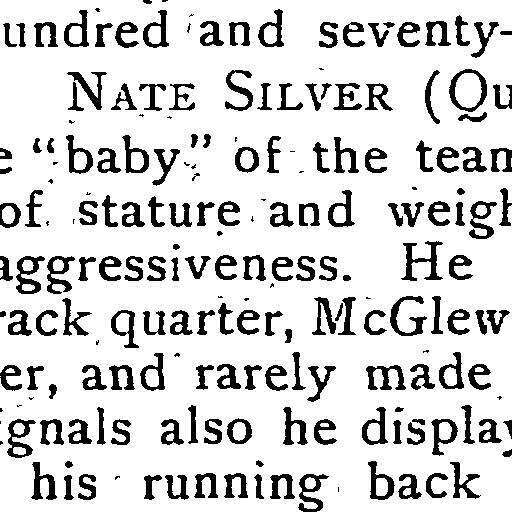 undred and seventy-
NATE SILVER (Qu
e "baby" of the team
of stature and weigh
aggressiveness. He
rack quarter, McGlew
er, and rarely made
ignals also he display
his running back